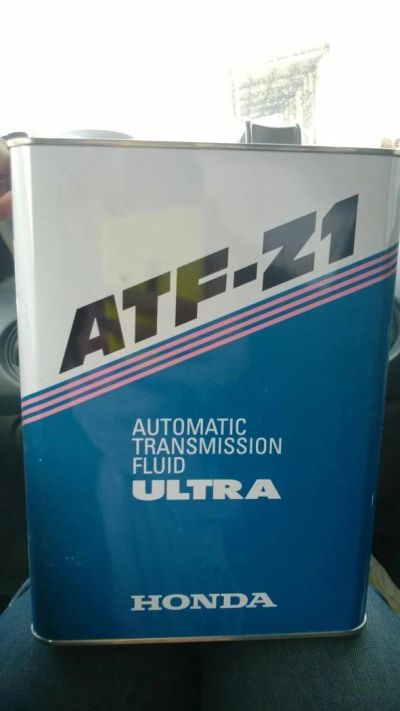 ATF-Z1
AUTOMATIC
TRANSMISSION
FLUID
ULTRA
HONDA